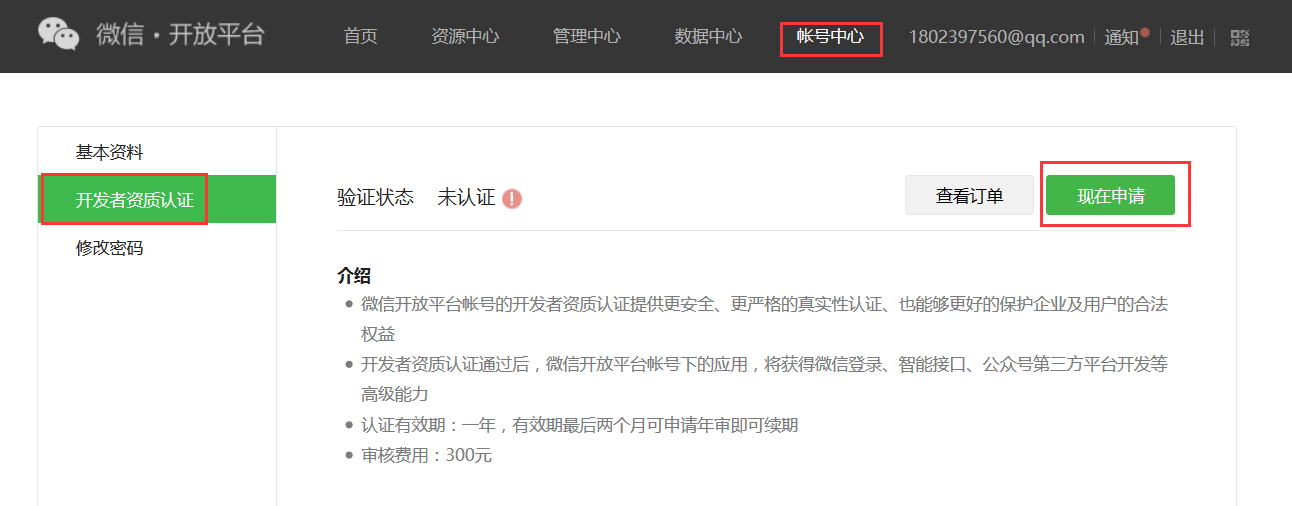 微信·开放平台 首页 资源中心 管理中心 数据中心 帐号中心 1802397560@qq.com 通知 退出
基本资料
开发者资质认证
修改密码
验证状态 未认证 查看订单 现在申请
介绍
微信开放平台帐号的开发者资质认证提供更安全、更严格的真实性认证、也能够更好的保护企业及用户的合法
权益
开发者资质认证通过后，微信开放平台帐号下的应用，将获得微信登录、智能接口、公众号第三方平台开发等
高级能力
认证有效期：一年，有效期最后两个月可申请年审即可续期
审核费用：300元